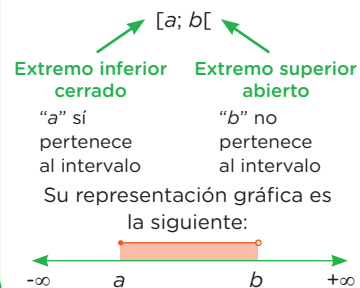 [a; b[
Extremo inferior cerrado
Extremo superior abierto
"a" sí
pertenece
al intervalo
"b" no
pertenece
al intervalo
Su representación gráfica es
la siguiente:
-∞ a b +∞